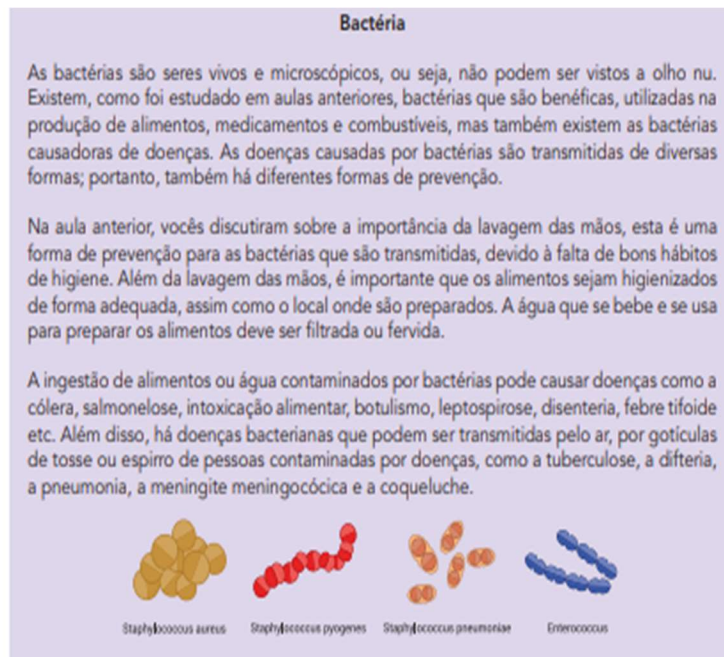 Bactéria
As bactérias são seres vivos e microscópicos, ou seja, não podem ser vistos a olho nu.
Existem, como foi estudado em aulas anteriores, bactérias que são benéficas, utilizadas na
produção de alimentos, medicamentos e combustíveis, mas também existem as bactérias
causadoras de doenças. As doenças causadas por bactérias são transmitidas de diversas
formas; portanto, também há diferentes formas de prevenção.
Na aula anterior, vocês discutiram sobre a importância da lavagem das mãos, esta é uma
forma de prevenção para as bactérias que são transmitidas, devido à falta de bons hábitos
de higiene. Além da lavagem das mãos, é importante que os alimentos sejam higienizados
de forma adequada, assim como o local onde são preparados. A água que se bebe e se usa
para preparar os alimentos deve ser filtrada ou fervida.
A ingestão de alimentos ou água contaminados por bactérias pode causar doenças como a
cólera, salmonelose, intoxicação alimentar, botulismo, leptospirose, disenteria, febre tifoide
etc. Além disso, há doenças bacterianas que podem ser transmitidas pelo ar, por gotículas
de tosse ou espirro de pessoas contaminadas por doenças, como a tuberculose, a difteria,
a pneumonia, a meningite meningocócica e a coqueluche.
Staphylococcus aureus Staphylococcus pyogenes Staphylococcus pneumoniae Enterococcus